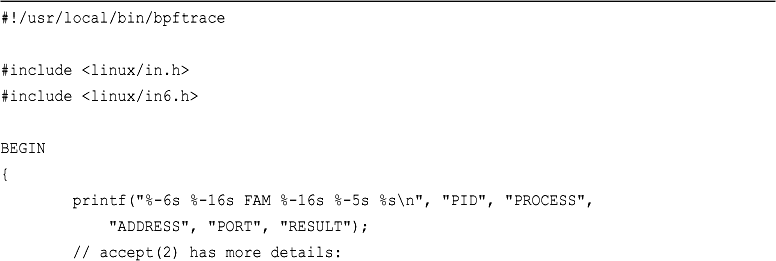 #!/usr/local/bin/bpftrace
#include <linux/in.h>
#include <linux/in6.h>
BEGIN
{
printf("%-6s %-16s FAM %-16s %-5s %s\n", "PID", "PROCESS",
"ADDRESS", "PORT", "RESULT");
// accept(2) has more details: